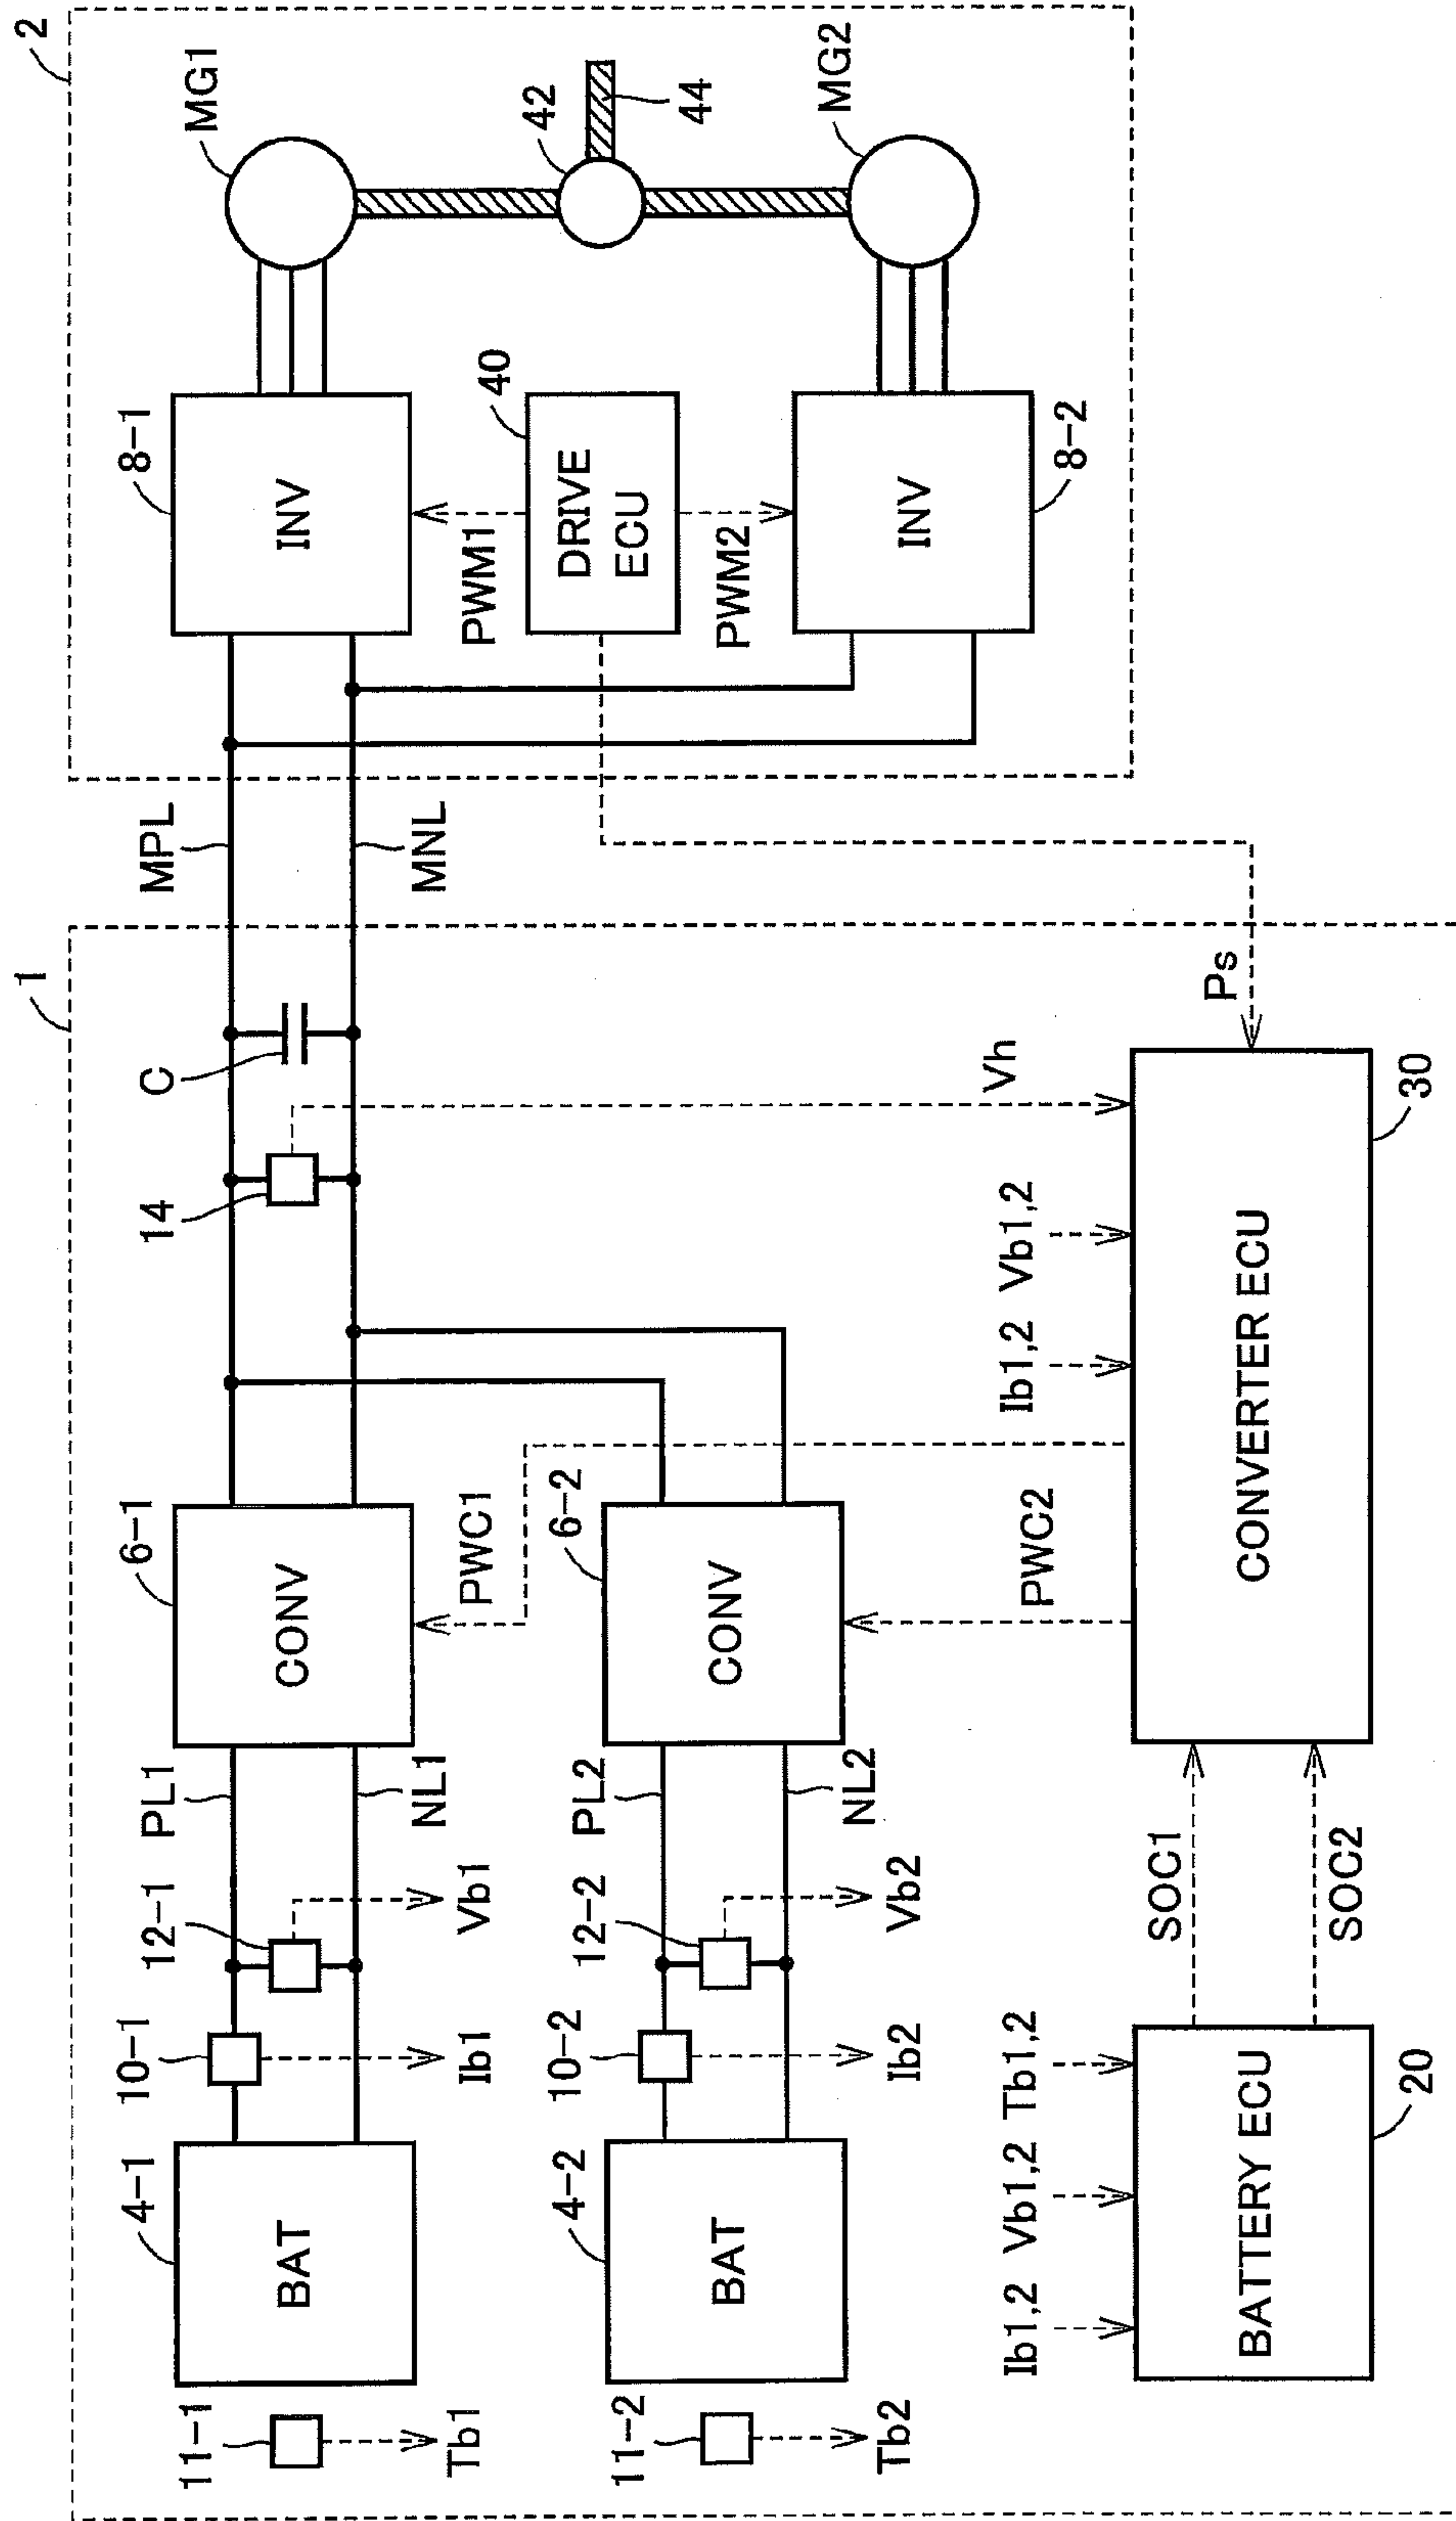 1
2
11-1
Tb1
4-1
BAT
10-1
Ib1
12-1
Vb1
PL1
NL1
6-1
CONV
PWC1
14
C
Vh
MPL
MNL
8-1
INV
MG1
PWM1
40
DRIVE
ECU
PWM2
42
44
8-2
INV
MG2
11-2
Tb2
4-2
BAT
10-2
Ib2
12-2
Vb2
PL2
NL2
6-2
CONV
PWC2
Ib1,2
Vb1,2
Tb1,2
BATTERY ECU
20
SOC1
SOC2
Ib1,2
Vb1,2
Ps
CONVERTER ECU
30